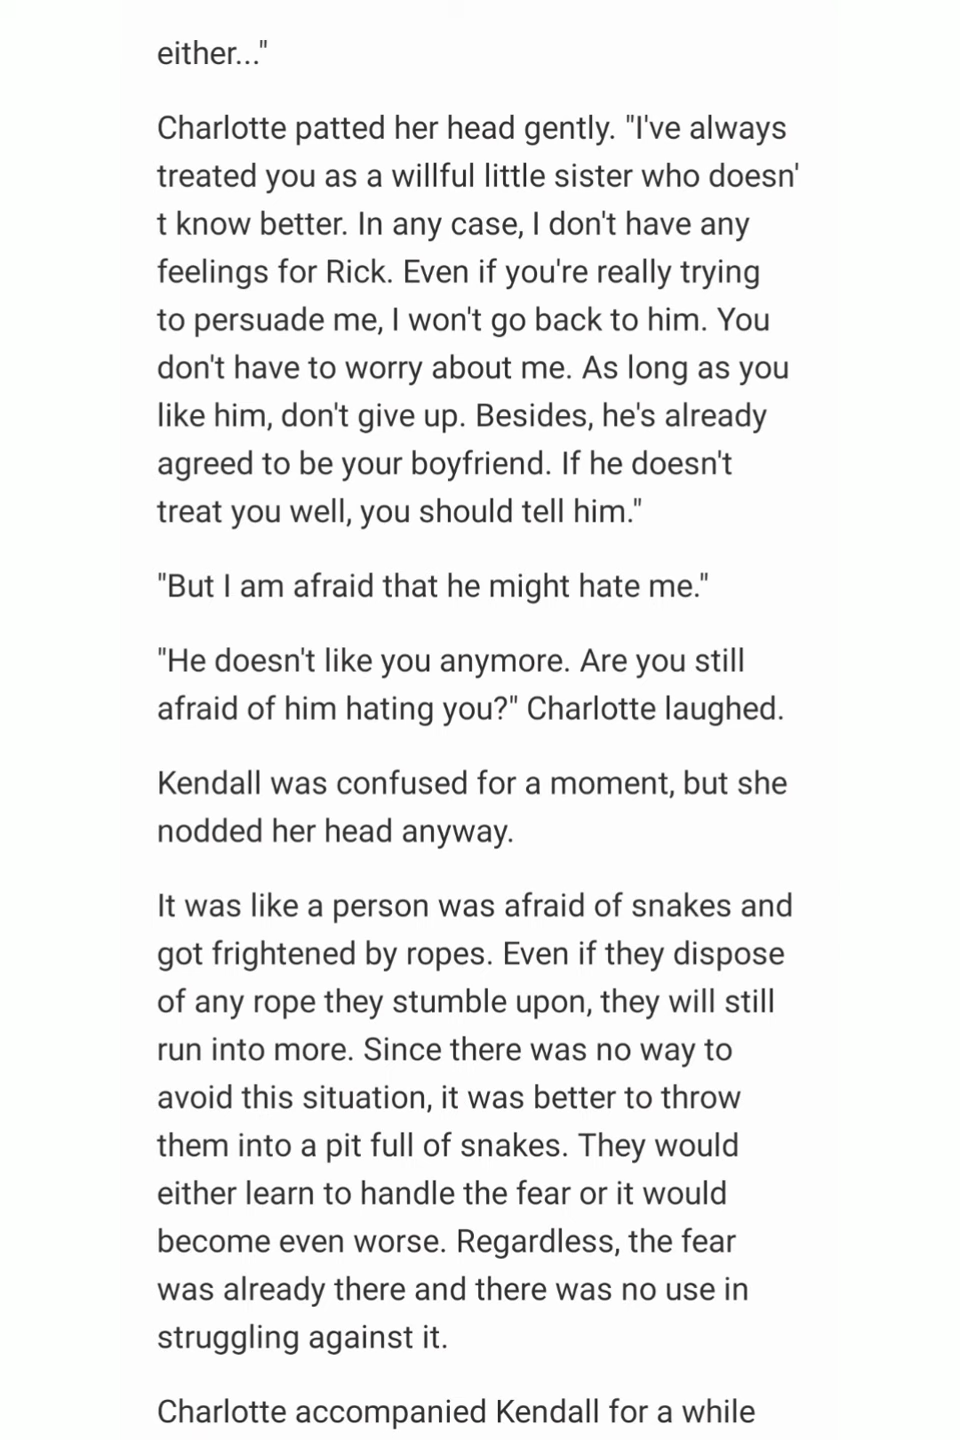 either..."
Charlotte patted her head gently. "I've always
treated you as a willful little sister who doesn'
t know better. In any case, I don't have any
feelings for Rick. Even if you're really trying
to persuade me, I won't go back to him. You
don't have to worry about me. As long as you
like him, don't give up. Besides, he's already
agreed to be your boyfriend. If he doesn't
treat you well, you should tell him."
"But I am afraid that he might hate me."
"He doesn't like you anymore. Are you still
afraid of him hating you?" Charlotte laughed.
Kendall was confused for a moment, but she
nodded her head anyway.
It was like a person was afraid of snakes and
got frightened by ropes. Even if they dispose
of any rope they stumble upon, they will still
run into more. Since there was no way to
avoid this situation, it was better to throw
them into a pit full of snakes. They would
either learn to handle the fear or it would
become even worse. Regardless, the fear
was already there and there was no use in
struggling against it.
Charlotte accompanied Kendall for a while